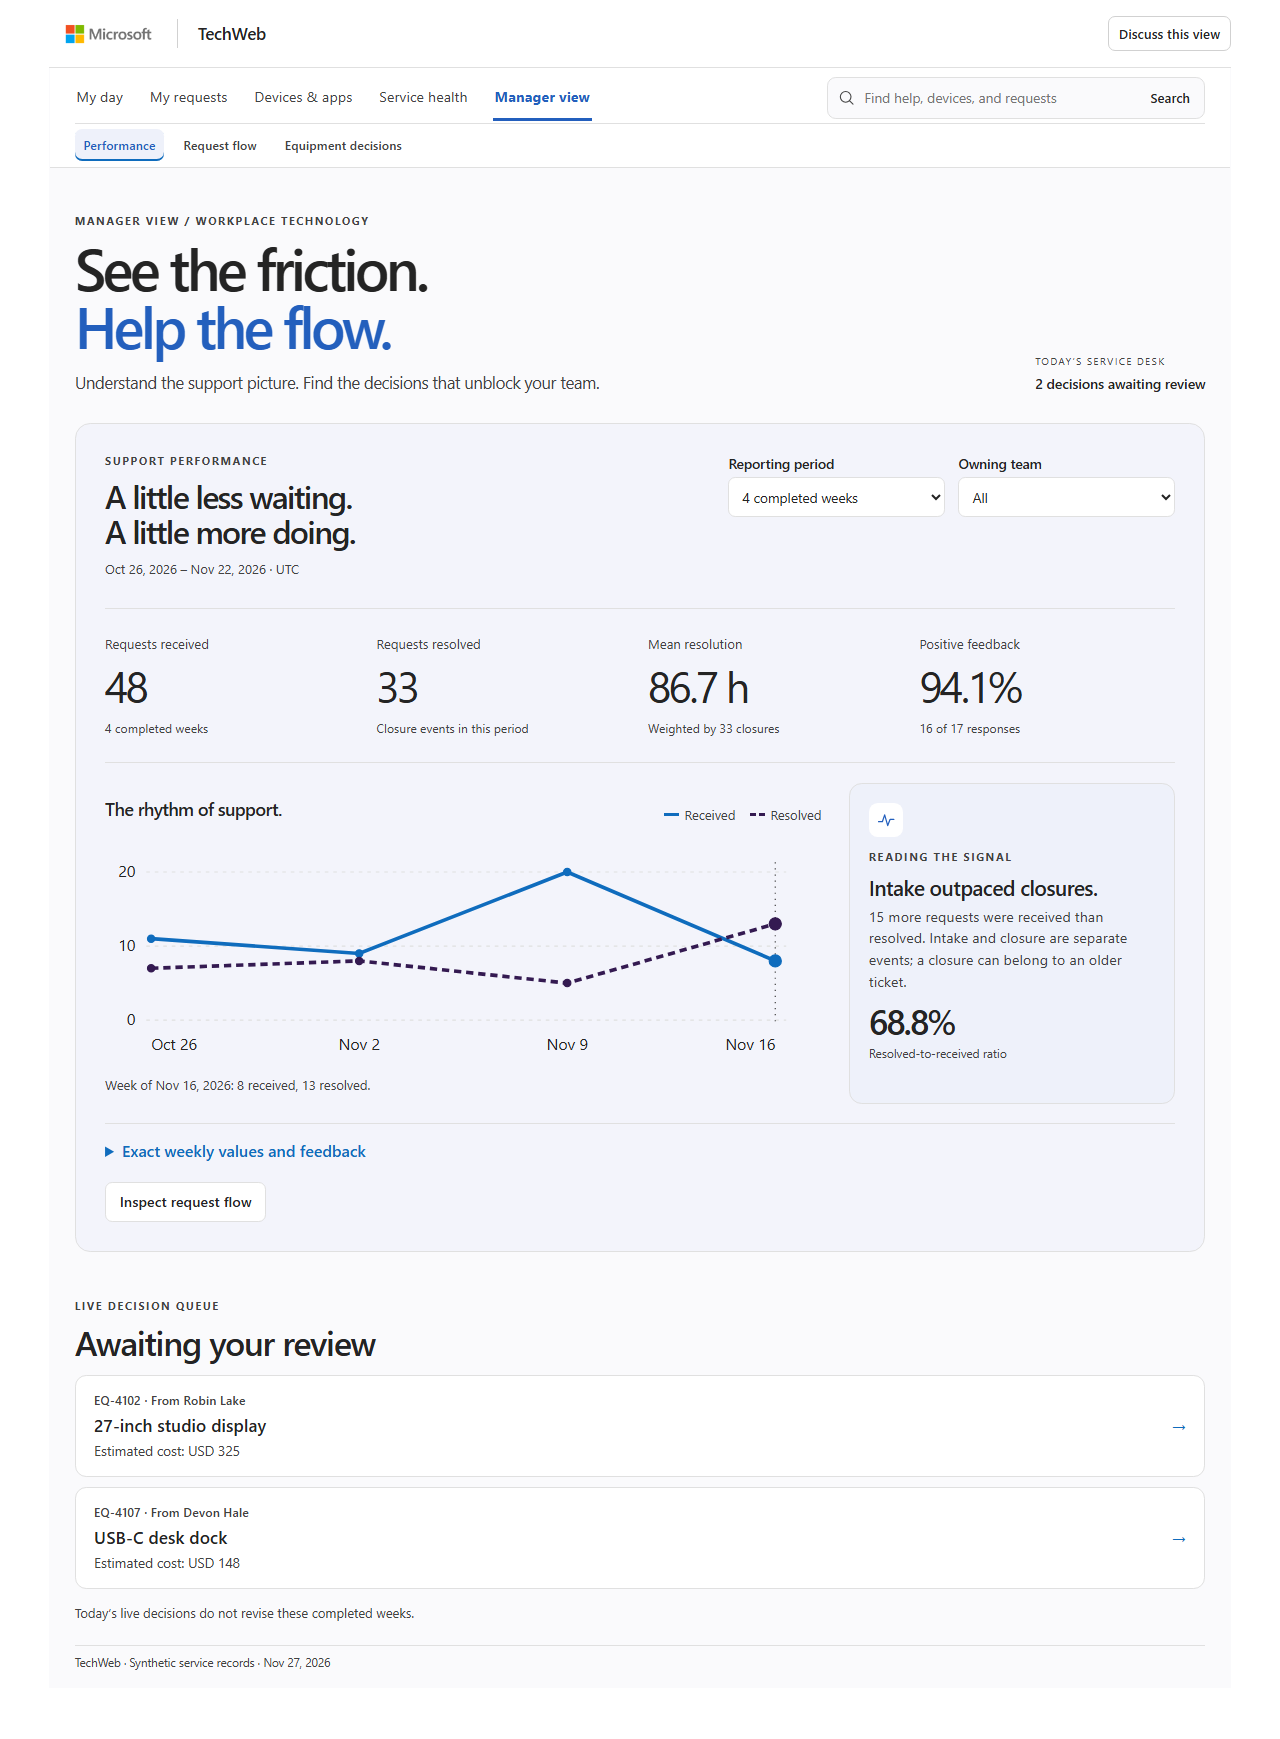 Microsoft
TechWeb
Discuss this view
My day
My requests
Devices & apps
Service health
Manager view
Find help, devices, and requests
Search
Performance
Request flow
Equipment decisions
MANAGER VIEW / WORKPLACE TECHNOLOGY
See the friction.
Help the flow.
Understand the support picture. Find the decisions that unblock your team.
TODAY'S SERVICE DESK
2 decisions awaiting review
SUPPORT PERFORMANCE
A little less waiting.
A little more doing.
Oct 26, 2026 – Nov 22, 2026 · UTC
Reporting period
4 completed weeks
Owning team
All
Requests received
48
4 completed weeks
Requests resolved
33
Closure events in this period
Mean resolution
86.7 h
Weighted by 33 closures
Positive feedback
94.1%
16 of 17 responses
The rhythm of support.
Received
Resolved
20
10
0
Oct 26
Nov 2
Nov 9
Nov 16
Week of Nov 16, 2026: 8 received, 13 resolved.
READING THE SIGNAL
Intake outpaced closures.
15 more requests were received than
resolved. Intake and closure are separate
events; a closure can belong to an older
ticket.
68.8%
Resolved-to-received ratio
Exact weekly values and feedback
Inspect request flow
LIVE DECISION QUEUE
Awaiting your review
EQ-4102 · From Robin Lake
27-inch studio display
Estimated cost: USD 325
→
EQ-4107 · From Devon Hale
USB-C desk dock
Estimated cost: USD 148
→
Today's live decisions do not revise these completed weeks.
TechWeb · Synthetic service records · Nov 27, 2026